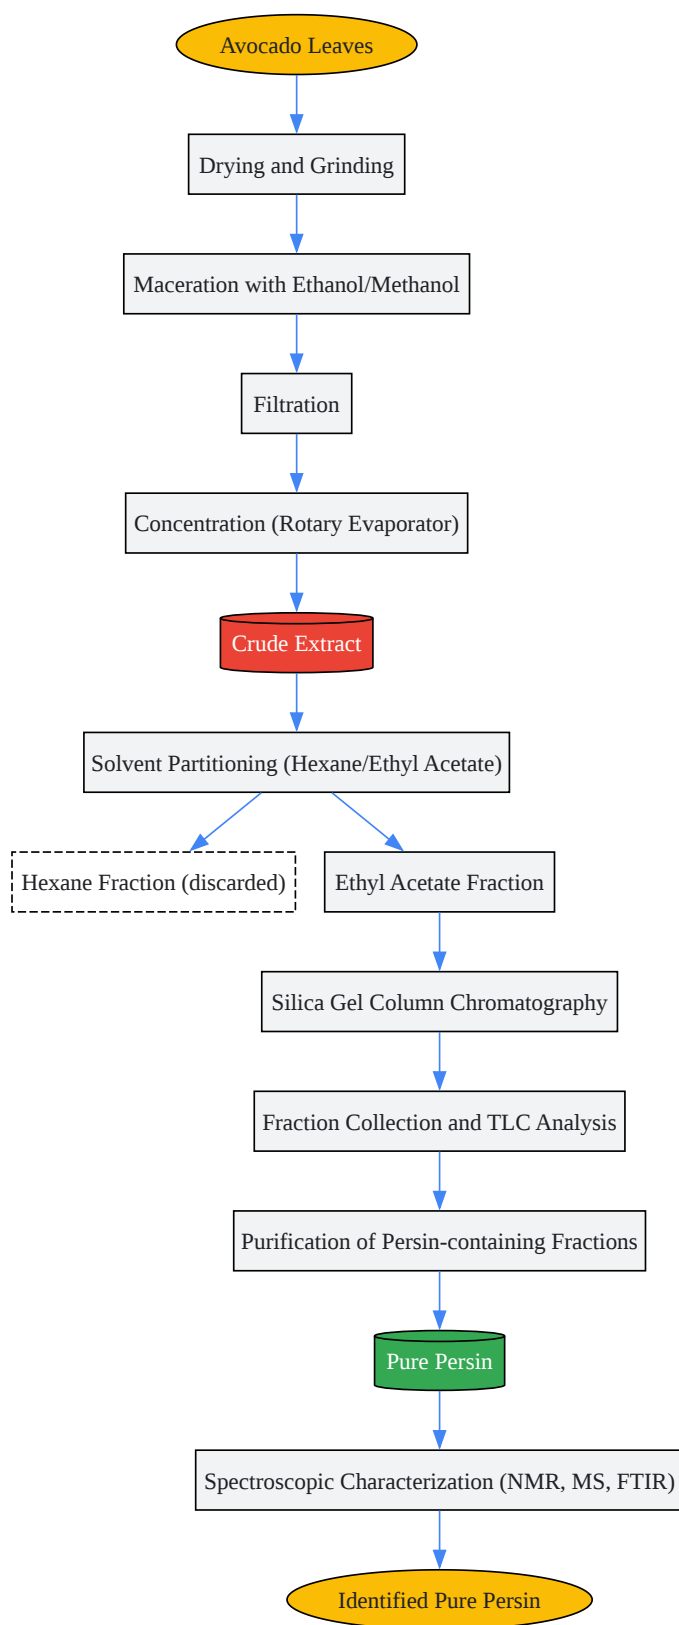 Avocado Leaves
Drying and Grinding
Maceration with Ethanol/Methanol
Filtration
Concentration (Rotary Evaporator)
Crude Extract
Solvent Partitioning (Hexane/Ethyl Acetate)
Hexane Fraction (discarded)
Ethyl Acetate Fraction
Silica Gel Column Chromatography
Fraction Collection and TLC Analysis
Purification of Persin-containing Fractions
Pure Persin
Spectroscopic Characterization (NMR, MS, FTIR)
Identified Pure Persin